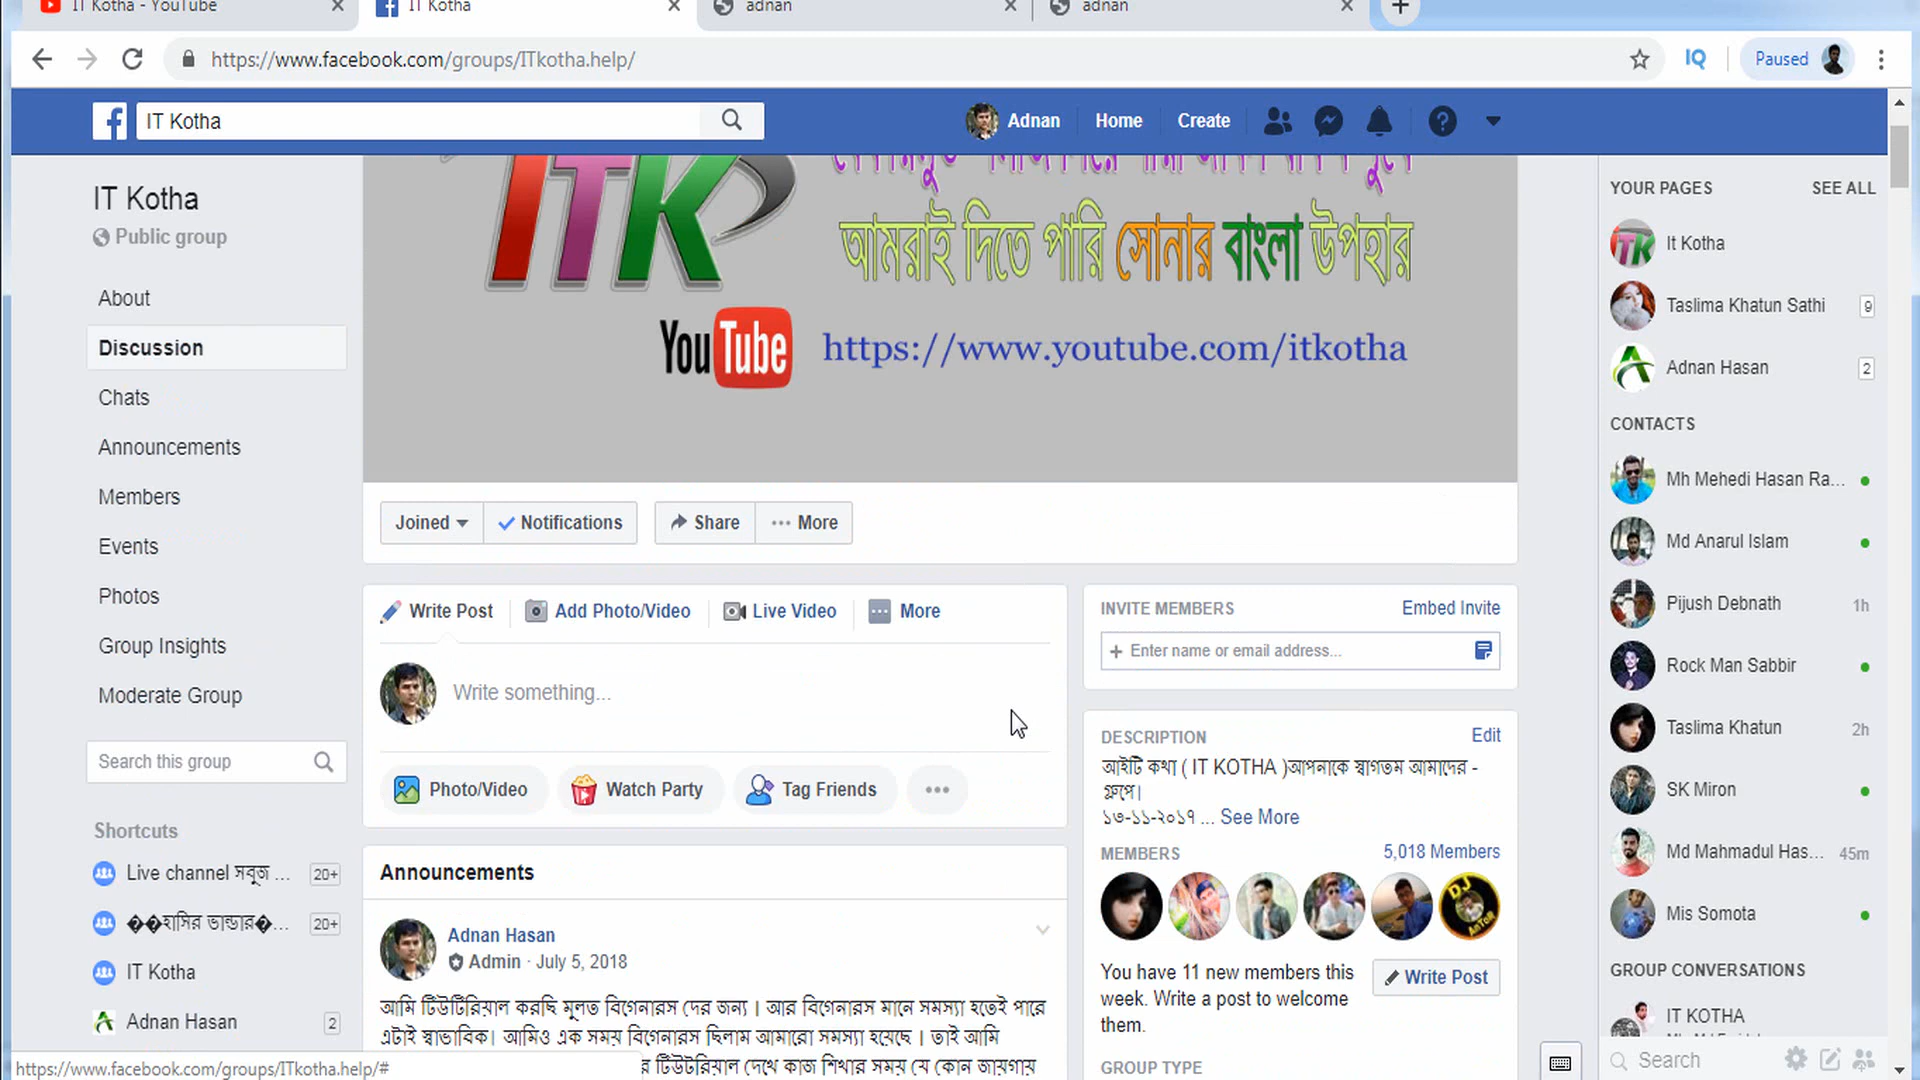 IT Kotha - YouTube
IT Kotha
adnan
adnan
https://www.facebook.com/groups/ITkotha.help/
IQ
Paused
IT Kotha
Adnan
Home
Create
IT Kotha
Public group
About
Discussion
Chats
Announcements
Members
Events
Photos
Group Insights
Moderate Group
Search this group
Shortcuts
Live channel সবুজ ... 20+
��হাসির ভান্ডার�... 20+
IT Kotha
Adnan Hasan 2
ITK
আমরাই দিতে পারি সোনার বাংলা উপহার
YouTube
https://www.youtube.com/itkotha
Joined
Notifications
Share
More
Write Post
Add Photo/Video
Live Video
More
Write something...
Photo/Video
Watch Party
Tag Friends
Announcements
Adnan Hasan
Admin · July 5, 2018
আমি টিউটিরিয়াল করছি মুলত বিগেনারস দের জন্য । আর বিগেনারস মানে সমস্যা হতেই পারে
এটাই স্বাভাবিক। আমিও এক সময় বিগেনারস ছিলাম আমারো সমস্যা হয়েছে । তাই আমি
র টিউটরিয়াল দেখে কাজ শিখার সময় যে কোন জায়গায়
INVITE MEMBERS
Embed Invite
+ Enter name or email address...
DESCRIPTION
Edit
আইটি কথা ( IT KOTHA )আপনাকে স্বাগতম আমাদের -
গ্রুপে।
১৩-১১-২০১৭ ... See More
MEMBERS
5,018 Members
You have 11 new members this
week. Write a post to welcome
them.
Write Post
GROUP TYPE
YOUR PAGES
SEE ALL
It Kotha
Taslima Khatun Sathi 9
Adnan Hasan 2
CONTACTS
Mh Mehedi Hasan Ra...
Md Anarul Islam
Pijush Debnath 1h
Rock Man Sabbir
Taslima Khatun 2h
SK Miron
Md Mahmadul Has... 45m
Mis Somota
GROUP CONVERSATIONS
IT KOTHA
Search
https://www.facebook.com/groups/ITkotha.help/#